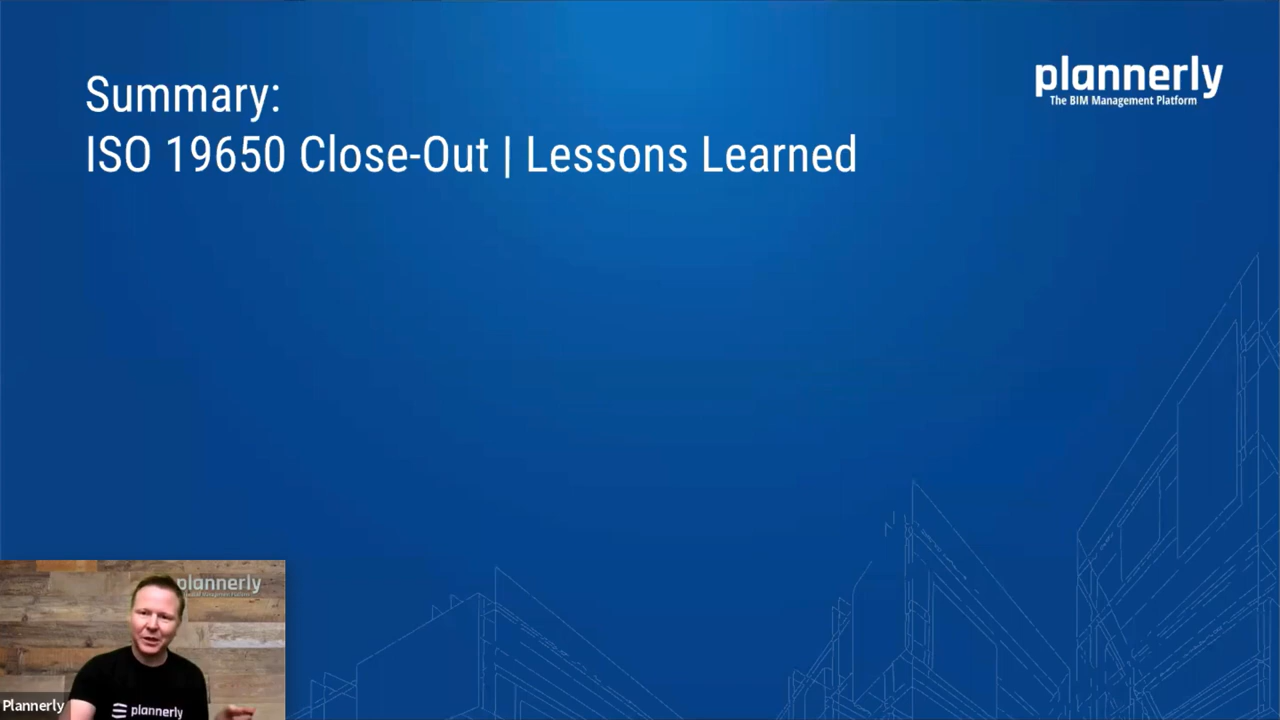 Summary:
ISO 19650 Close-Out | Lessons Learned
plannerly
The BIM Management Platform
plannerly
Plannerly
plannerly